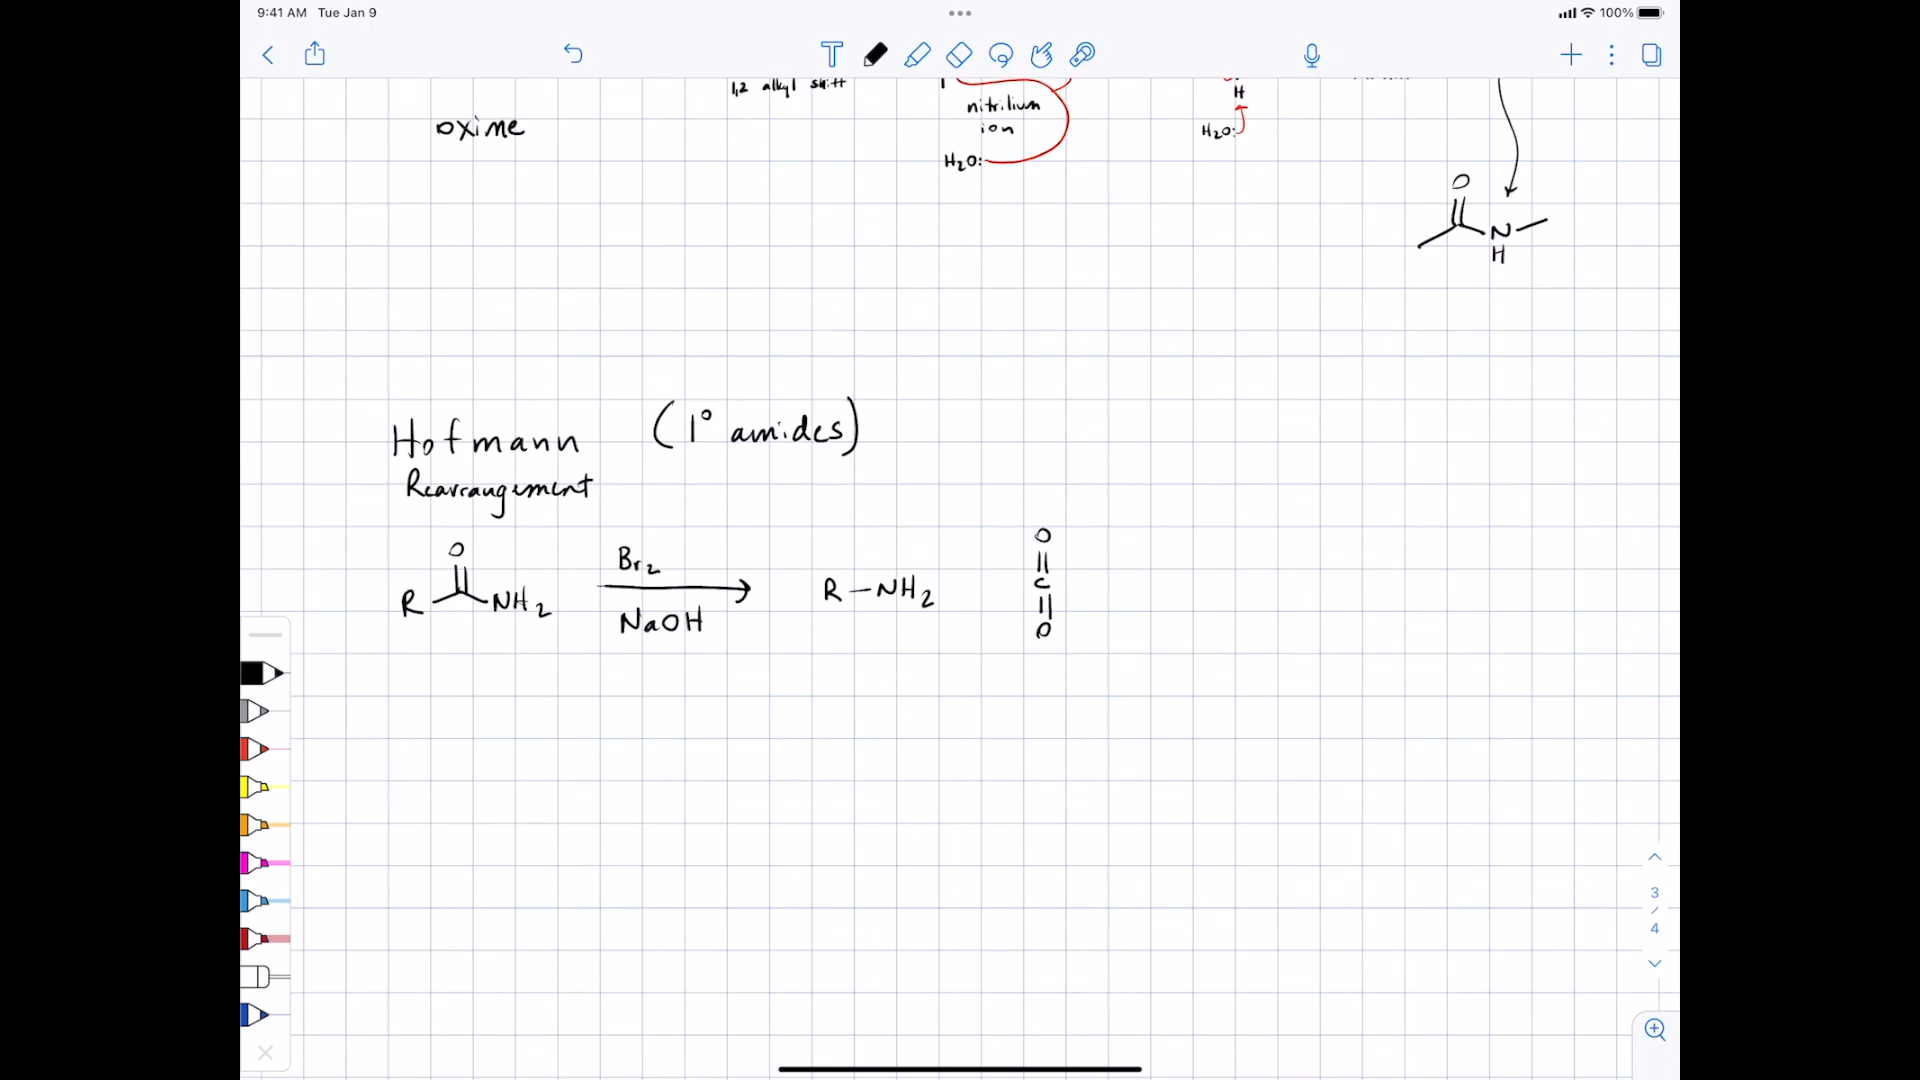 9:41 AM Tue Jan 9
100%
1,2 alkyl shift
nitrilium
ion
H2O:
H
H2O:
oxime
O
N
H
Hofmann (1° amides)
Rearrangement
O
R NH2
Br2
NaOH
R-NH2
O
C
O
3
/
4